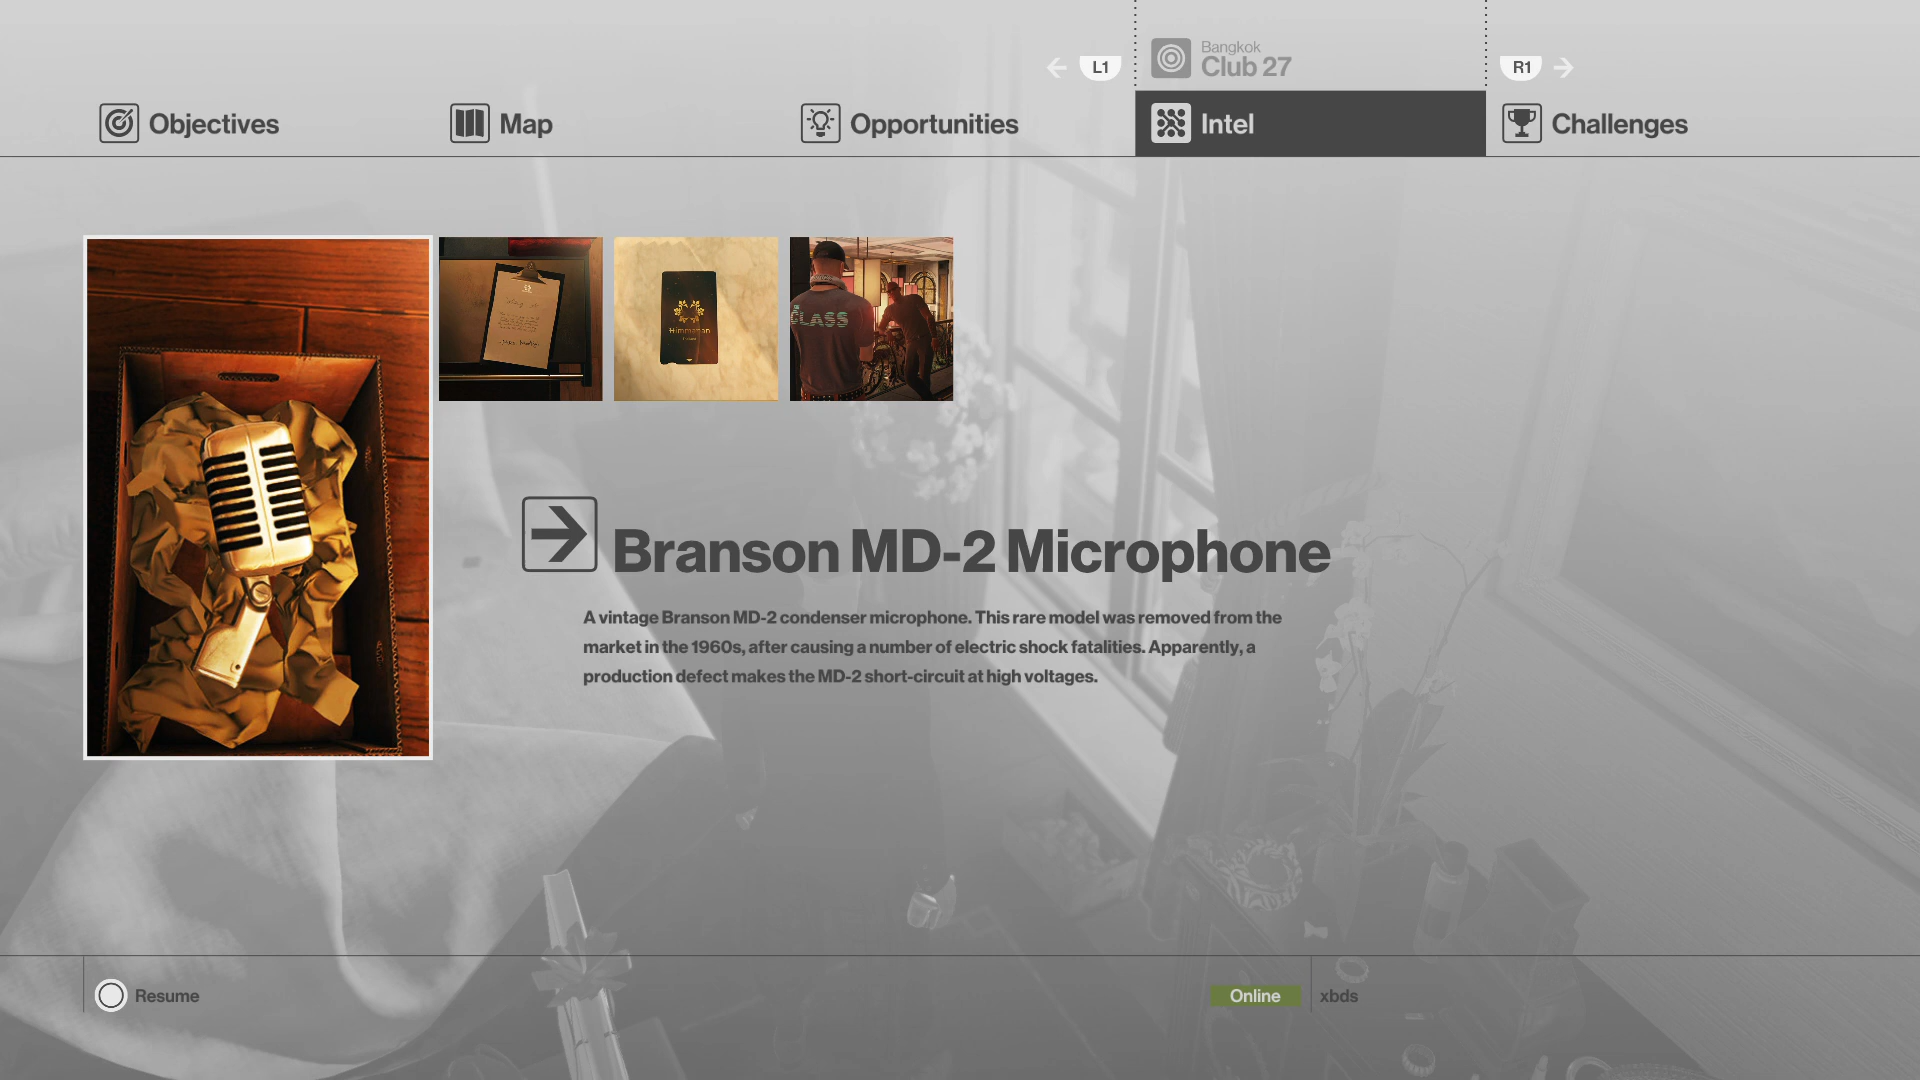 Bangkok
Club 27
L1
R1
Objectives
Map
Opportunities
Intel
Challenges
CLASS
Himmapan
Branson MD-2 Microphone
A vintage Branson MD-2 condenser microphone. This rare model was removed from the
market in the 1960s, after causing a number of electric shock fatalities. Apparently, a
production defect makes the MD-2 short-circuit at high voltages.
Resume
Online
xbds